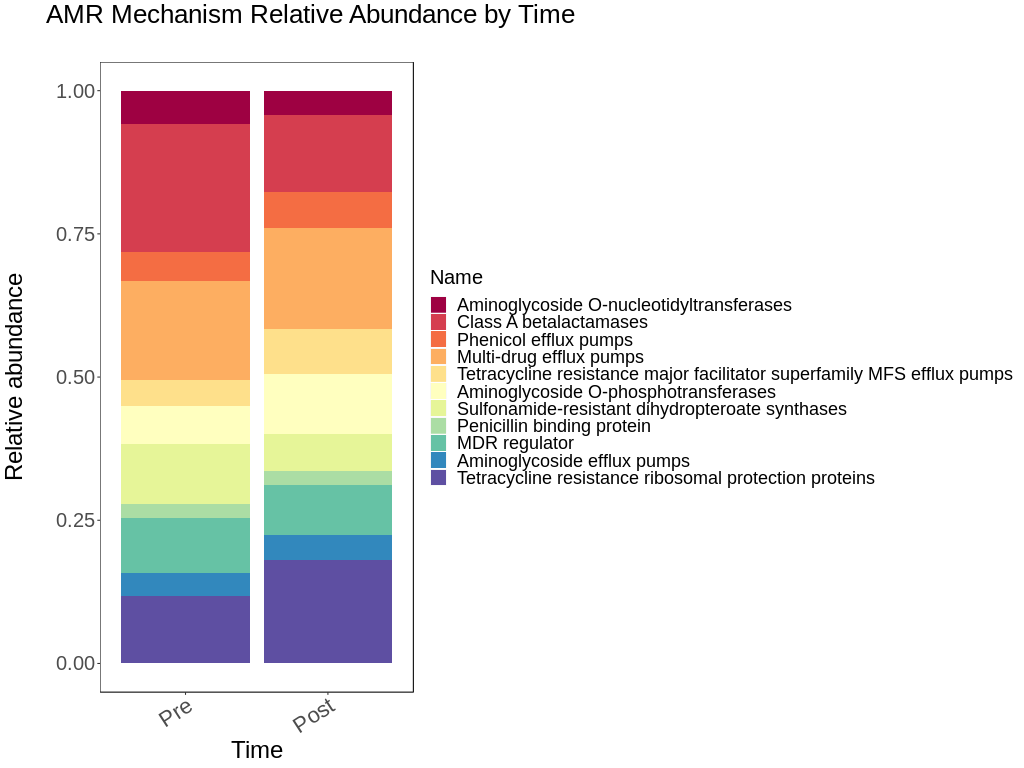 AMR Mechanism Relative Abundance by Time
Relative abundance
1.00
0.75
0.50
0.25
0.00
Pre
Post
Time
Name
Aminoglycoside O-nucleotidyltransferases
Class A betalactamases
Phenicol efflux pumps
Multi-drug efflux pumps
Tetracycline resistance major facilitator superfamily MFS efflux pumps
Aminoglycoside O-phosphotransferases
Sulfonamide-resistant dihydropteroate synthases
Penicillin binding protein
MDR regulator
Aminoglycoside efflux pumps
Tetracycline resistance ribosomal protection proteins